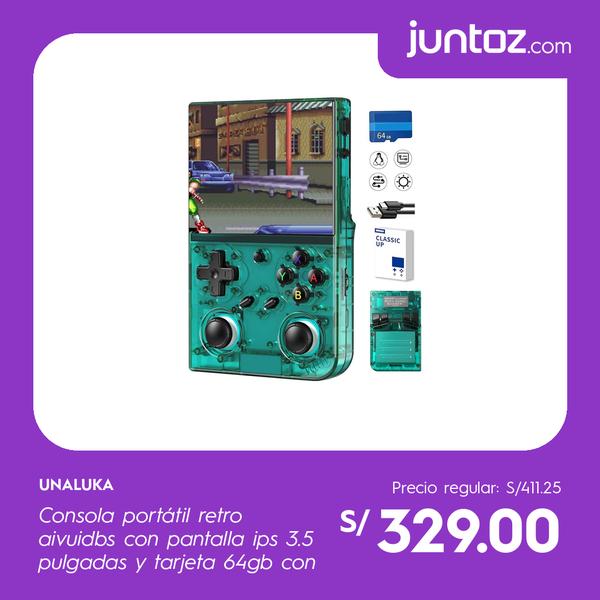 juntoz.com
64 GB
CLASSIC
UP
Y
A
B
UNALUKA
Consola portátil retro
aivuidbs con pantalla ips 3.5
pulgadas y tarjeta 64gb con
Precio regular: S/411.25
S/ 329.00